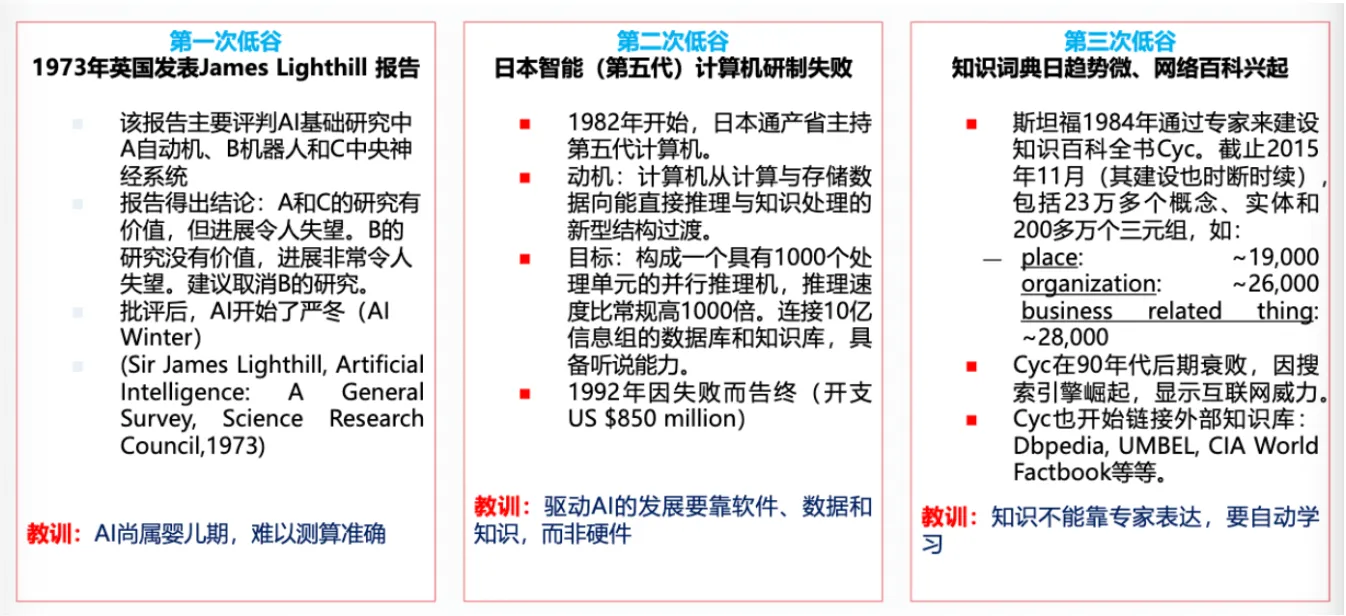 第一次低谷
1973年英国发表James Lighthill 报告
该报告主要评判AI基础研究中
A自动机、B机器人和C中央神
经系统
报告得出结论：A和C的研究有
价值，但进展令人失望。B的
研究没有价值，进展非常令人
失望。建议取消B的研究。
批评后，AI开始了严冬（AI
Winter）
(Sir James Lighthill, Artificial
Intelligence: A General
Survey, Science Research
Council,1973)
教训：AI尚属婴儿期，难以测算准确
第二次低谷
日本智能（第五代）计算机研制失败
1982年开始，日本通产省主持
第五代计算机。
动机：计算机从计算与存储数
据向能直接推理与知识处理的
新型结构过渡。
目标：构成一个具有1000个处
理单元的并行推理机，推理速
度比常规高1000倍。连接10亿
信息组的数据库和知识库，具
备听说能力。
1992年因失败而告终（开支
US $850 million）
教训：驱动AI的发展要靠软件、数据和
知识，而非硬件
第三次低谷
知识词典日趋势微、网络百科兴起
斯坦福1984年通过专家来建设
知识百科全书Cyc。截止2015
年11月（其建设也时断时续），
包括23万多个概念、实体和
200多万个三元组，如：
— place: ~19,000
organization: ~26,000
business related thing:
~28,000
Cyc在90年代后期衰败，因搜
索引擎崛起，显示互联网威力。
Cyc也开始链接外部知识库：
Dbpedia, UMBEL, CIA World
Factbook等等。
教训：知识不能靠专家表达，要自动学
习